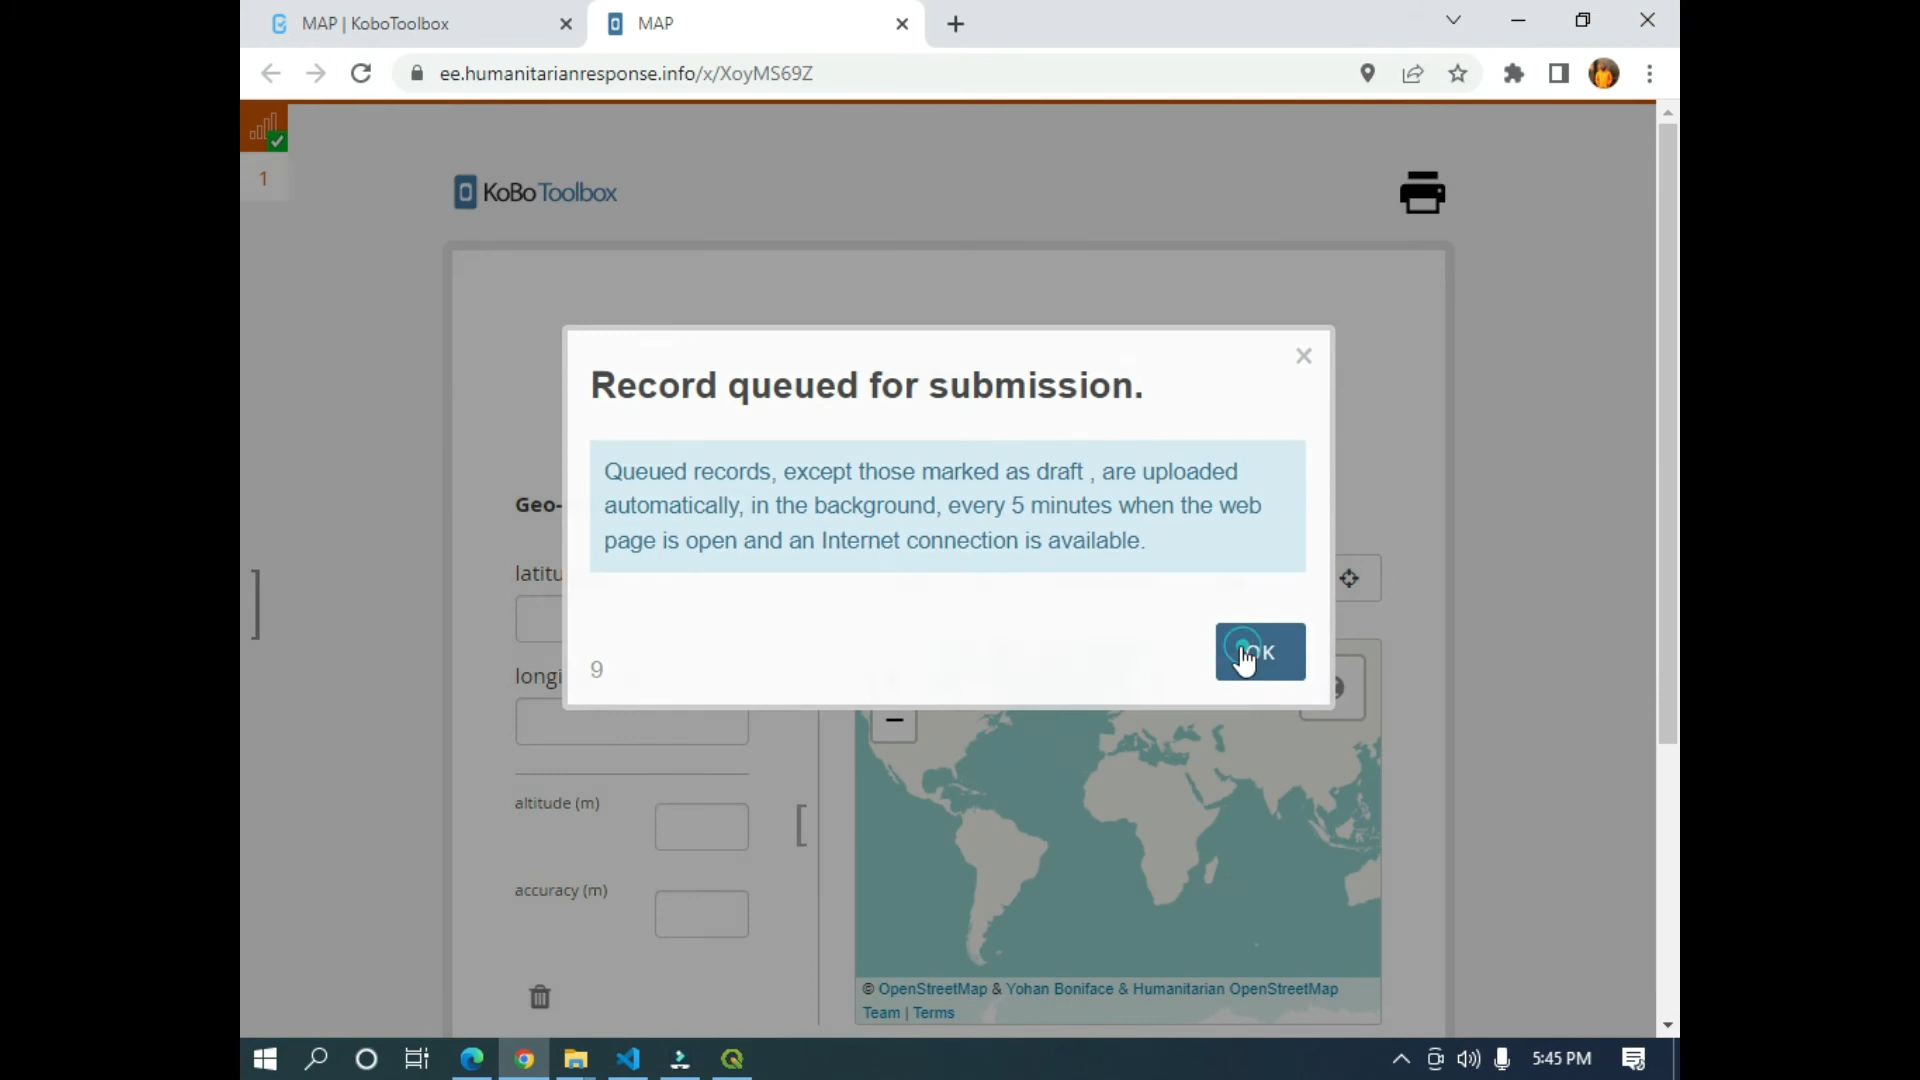 MAP | KoboToolbox
MAP
ee.humanitarianresponse.info/x/XoyMS69Z
1
KoBoToolbox
Record queued for submission.
Queued records, except those marked as draft , are uploaded
automatically, in the background, every 5 minutes when the web
page is open and an Internet connection is available.
OK
9
Geo-
latitu
longi
altitude (m)
accuracy (m)
© OpenStreetMap & Yohan Boniface & Humanitarian OpenStreetMap
Team | Terms
5:45 PM